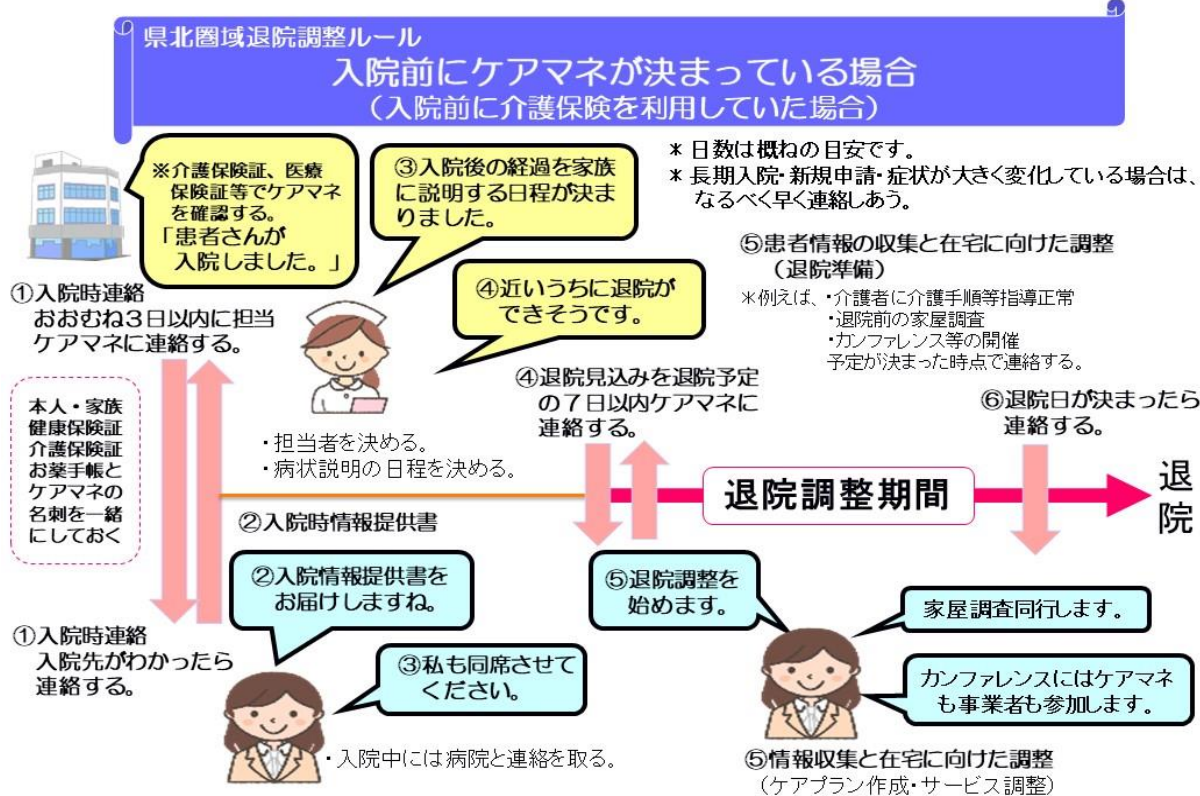 県北圏域退院調整ルール
入院前にケアマネが決まっている場合
（入院前に介護保険を利用していた場合）
※介護保険証、医療
保険証等でケアマネ
を確認する。
「患者さんが
入院しました。」
③入院後の経過を家族
に説明する日程が決ま
りました。
＊日数は概ねの目安です。
＊長期入院・新規申請・症状が大きく変化している場合は、
なるべく早く連絡しあう。
④近いうちに退院が
できそうです。
⑤患者情報の収集と在宅に向けた調整
（退院準備）
※例えば、・介護者に介護手順等指導正常
・退院前の家屋調査
・カンファレンス等の開催
予定が決まった時点で連絡する。
①入院時連絡
おおむね３日以内に担当
ケアマネに連絡する。
④退院見込みを退院予定
の７日以内ケアマネに
連絡する。
⑥退院日が決まったら
連絡する。
本人・家族
健康保険証
介護保険証
お薬手帳と
ケアマネの
名刺を一緒
にしておく
・担当者を決める。
・病状説明の日程を決める。
退院調整期間
退院
②入院時情報提供書
②入院情報提供書を
お届けしますね。
⑤退院調整を
始めます。
家屋調査同行します。
①入院時連絡
入院先がわかったら
連絡する。
③私も同席させて
ください。
カンファレンスにはケアマネ
も事業者も参加します。
・入院中には病院と連絡を取る。
⑤情報収集と在宅に向けた調整
（ケアプラン作成・サービス調整）